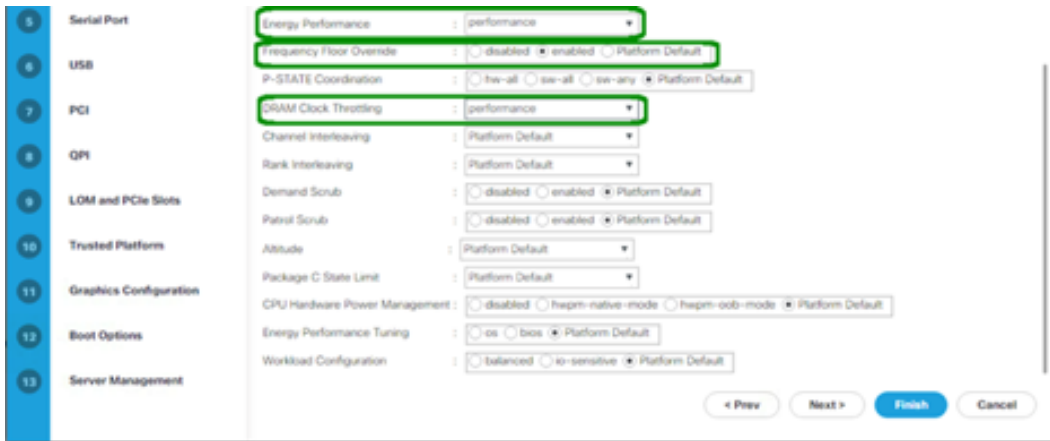 5 Serial Port
6 USB
7 PCI
8 QPI
9 LOM and PCIe Slots
10 Trusted Platform
11 Graphics Configuration
12 Boot Options
13 Server Management
Energy Performance : performance
Frequency Floor Override : disabled enabled Platform Default
P-STATE Coordination : hw-all sw-all sw-any Platform Default
DRAM Clock Throttling : performance
Channel Interleaving : Platform Default
Rank Interleaving : Platform Default
Demand Scrub : disabled enabled Platform Default
Patrol Scrub : disabled enabled Platform Default
Altitude : Platform Default
Package C State Limit : Platform Default
CPU Hardware Power Management : disabled hwpm-native-mode hwpm-oob-mode Platform Default
Energy Performance Tuning : os bios Platform Default
Workload Configuration : balanced io-sensitive Platform Default
< Prev Next > Finish Cancel